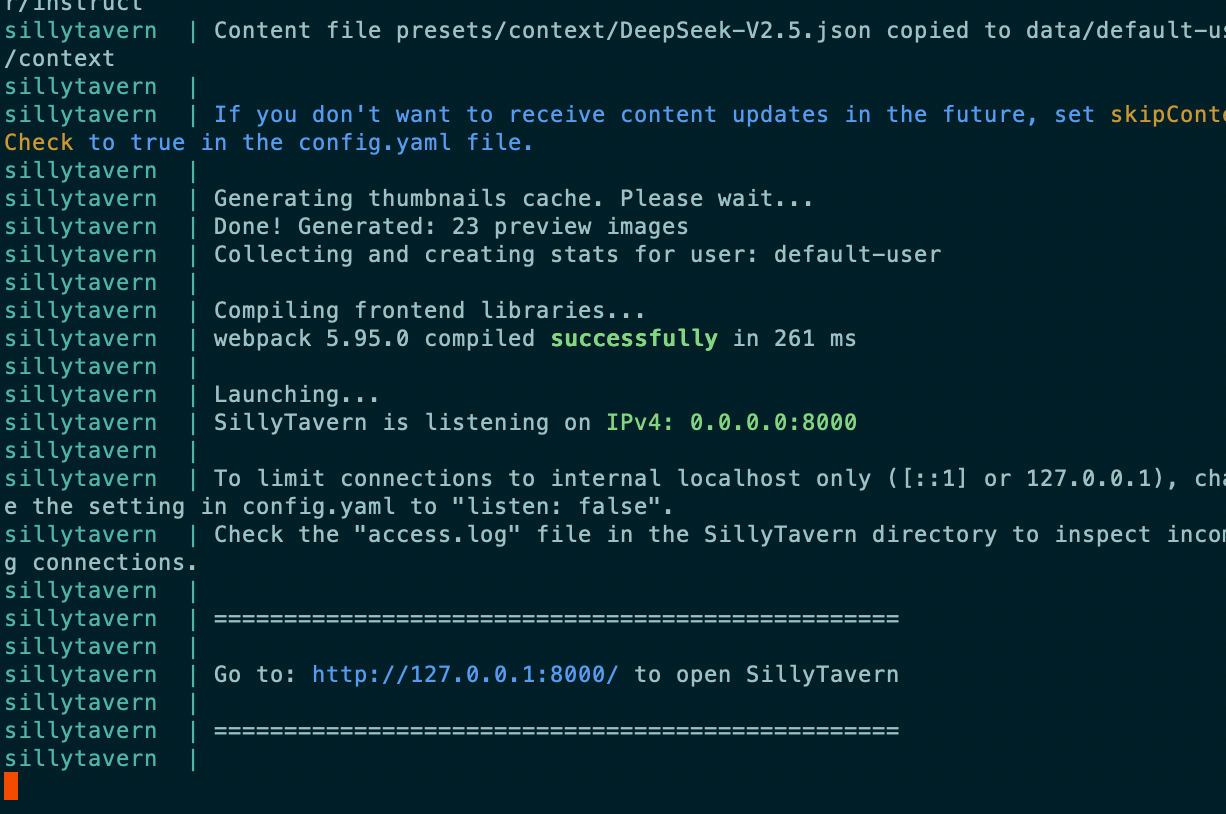 r/instruct
sillytavern  | Content file presets/context/DeepSeek-V2.5.json copied to data/default-us
/context
sillytavern  |
sillytavern  | If you don't want to receive content updates in the future, set skipConte
Check to true in the config.yaml file.
sillytavern  |
sillytavern  | Generating thumbnails cache. Please wait...
sillytavern  | Done! Generated: 23 preview images
sillytavern  | Collecting and creating stats for user: default-user
sillytavern  |
sillytavern  | Compiling frontend libraries...
sillytavern  | webpack 5.95.0 compiled successfully in 261 ms
sillytavern  |
sillytavern  | Launching...
sillytavern  | SillyTavern is listening on IPv4: 0.0.0.0:8000
sillytavern  |
sillytavern  | To limit connections to internal localhost only ([::1] or 127.0.0.1), cha
e the setting in config.yaml to "listen: false".
sillytavern  | Check the "access.log" file in the SillyTavern directory to inspect incom
g connections.
sillytavern  |
sillytavern  | =================================================
sillytavern  |
sillytavern  | Go to: http://127.0.0.1:8000/ to open SillyTavern
sillytavern  |
sillytavern  | =================================================
sillytavern  |